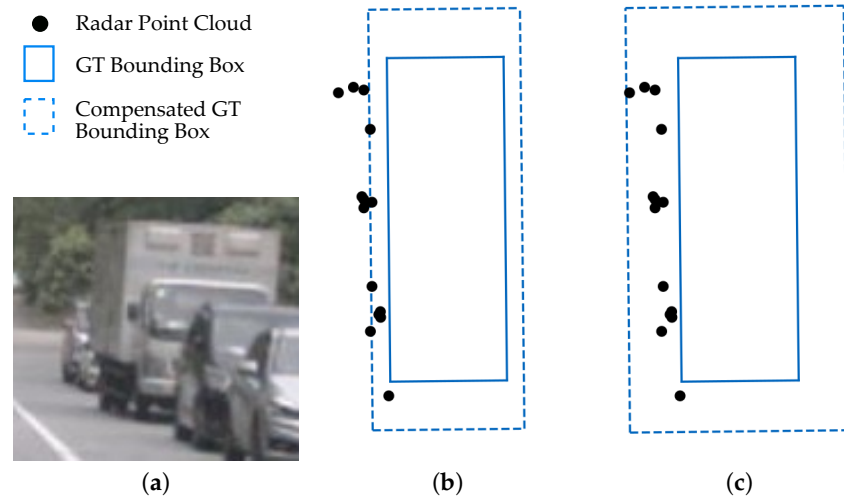 Radar Point Cloud
GT Bounding Box
Compensated GT
Bounding Box
(a)
(b)
(c)